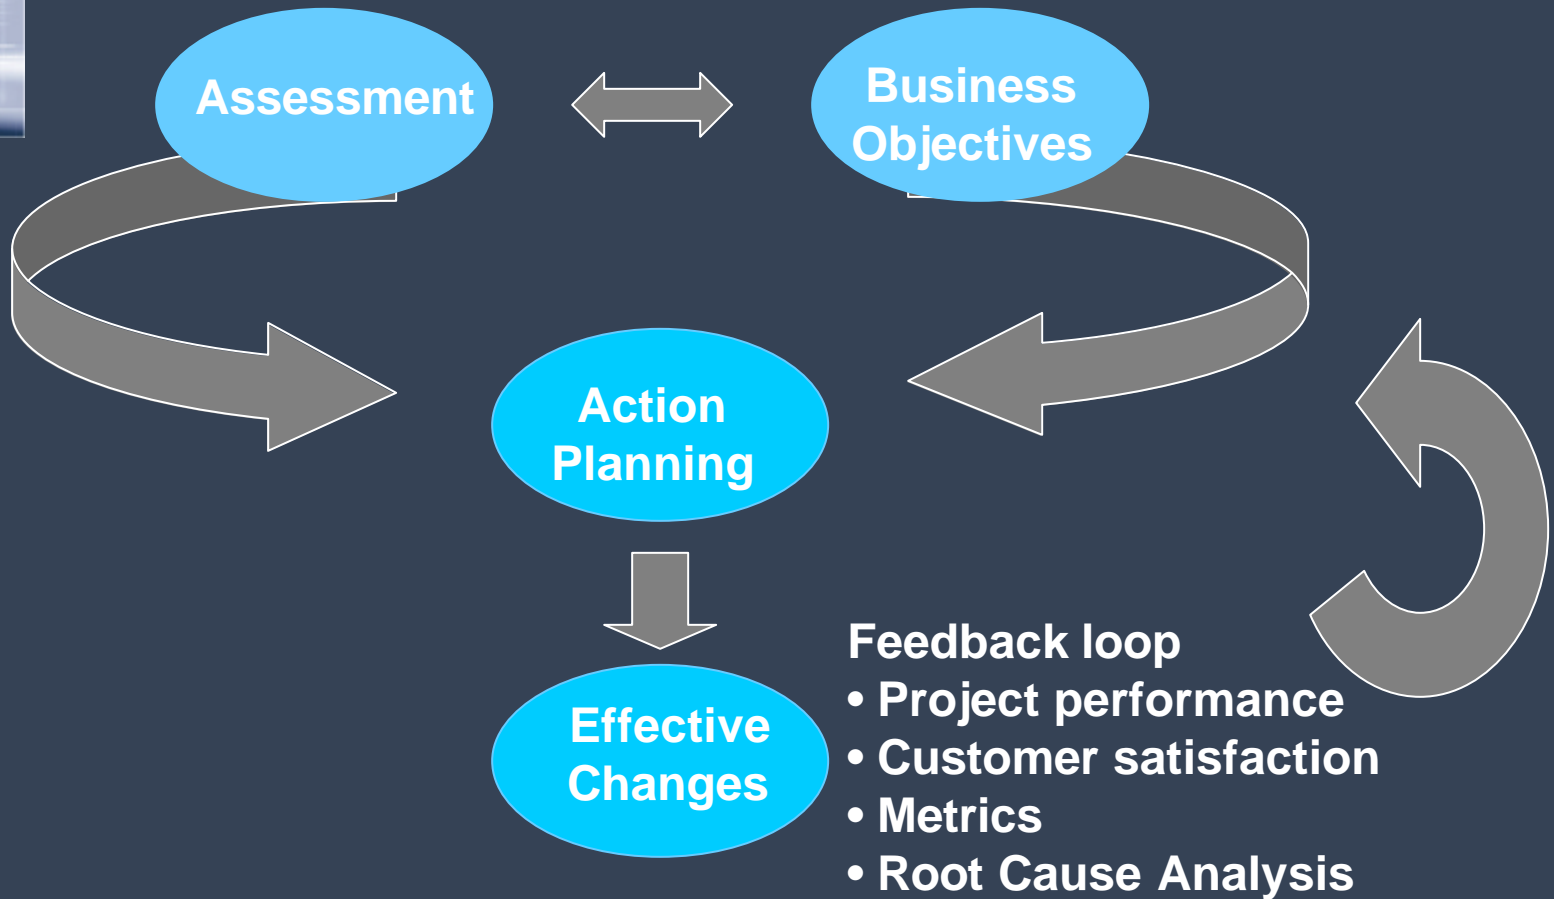 Assessment
Business
Objectives
Action
Planning
Effective
Changes
Feedback loop
• Project performance
• Customer satisfaction
• Metrics
• Root Cause Analysis